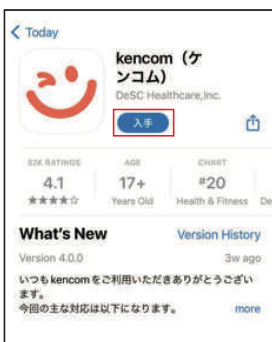 Today
kencom（ケ
ンコム）
DeSC Healthcare,Inc.
入手
52K RATINGS
AGE
CHART
4.1
17+
#20
★★★★☆
Years Old
Health & Fitness
De
What's New
Version History
Version 4.0.0
3w ago
いつもkencomをご利用いただきありがとうござい
ます。
今回の主な対応は以下になります。
more